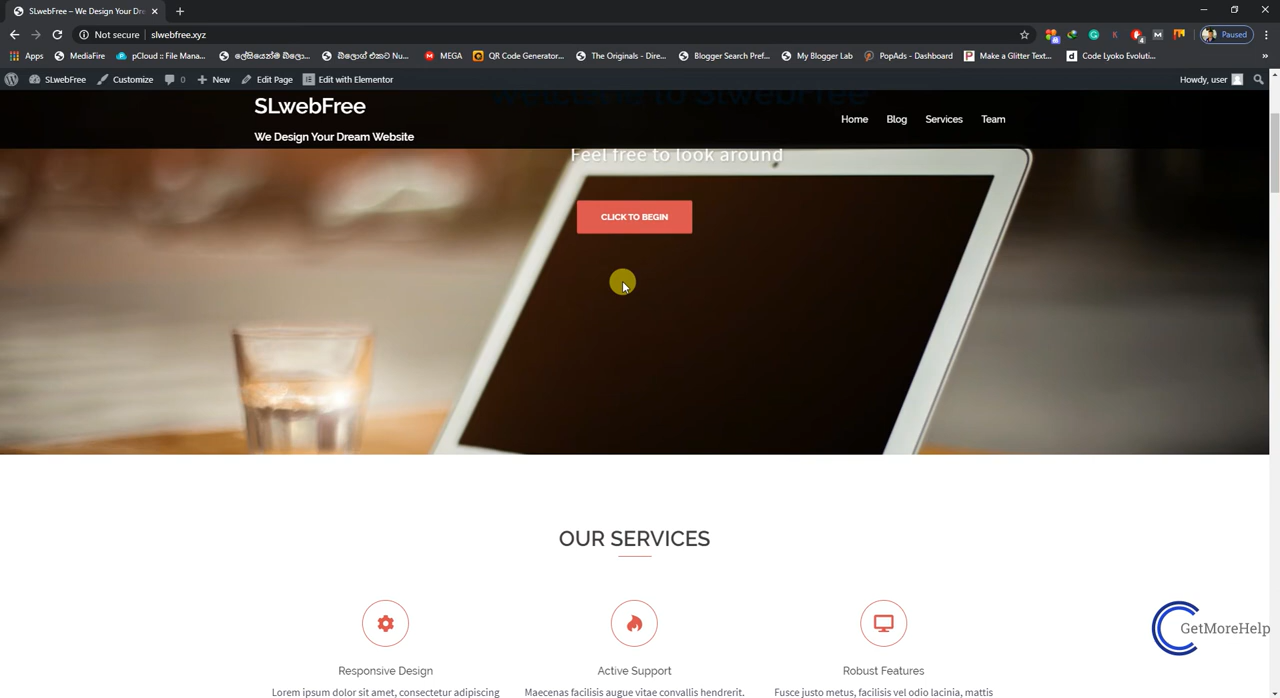 SLwebFree – We Design Your Dre
Not secure
slwebfree.xyz
Paused
Apps
MediaFire
pCloud :: File Mana...
MEGA
QR Code Generator...
The Originals - Dire...
Blogger Search Pref...
My Blogger Lab
PopAds - Dashboard
Make a Glitter Text...
Code Lyoko Evoluti...
SLwebFree
Customize
0
New
Edit Page
Edit with Elementor
Howdy, user
SLwebFree
We Design Your Dream Website
Home
Blog
Services
Team
Feel free to look around
CLICK TO BEGIN
OUR SERVICES
Responsive Design
Active Support
Robust Features
Lorem ipsum dolor sit amet, consectetur adipiscing
Maecenas facilisis augue vitae convallis hendrerit.
Fusce justo metus, facilisis vel odio lacinia, mattis
GetMoreHelp